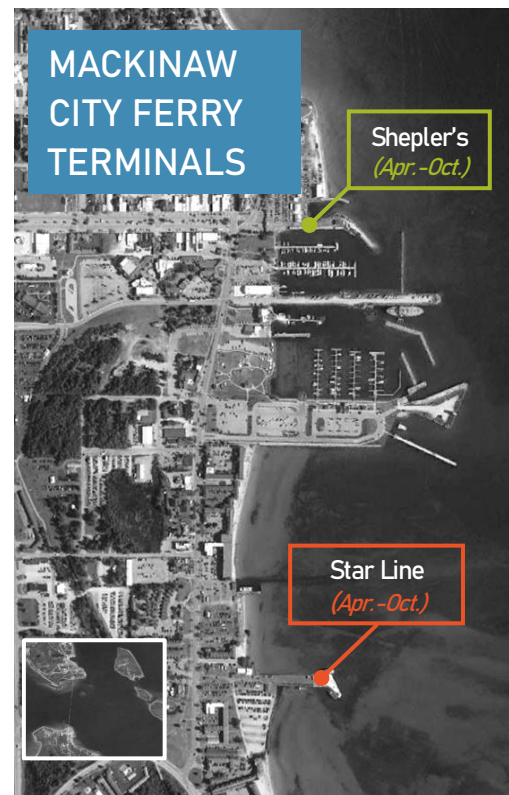 MACKINAW
CITY FERRY
TERMINALS
Shepler's
(Apr.-Oct.)
Star Line
(Apr.-Oct.)